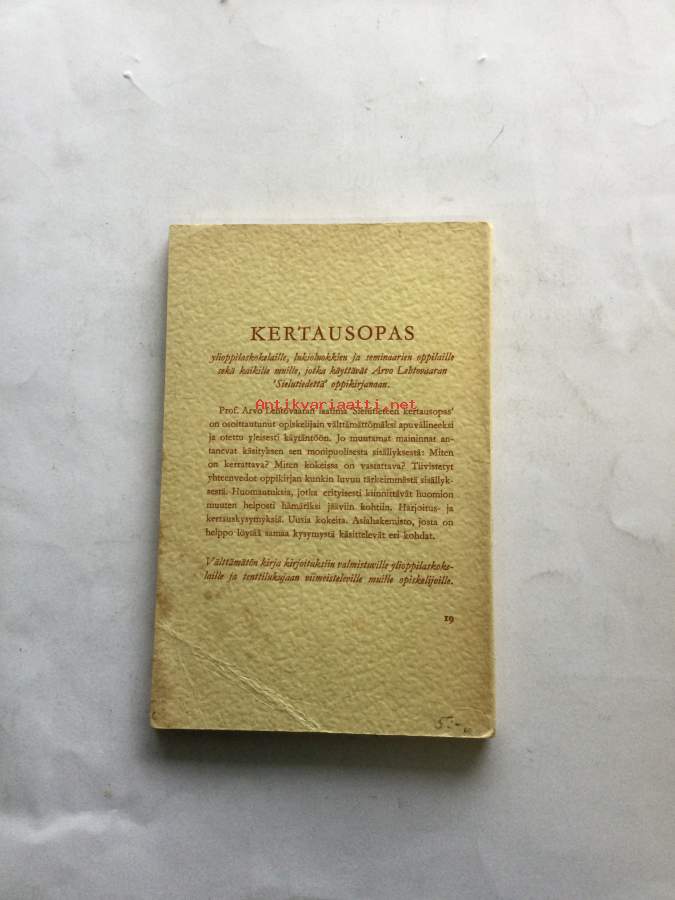 KERTAUSOPAS
ylioppilaskokelaille, lukioluokkien ja seminaarien oppilaille
sekä kaikille muille, jotka käyttävät Arvo Lehtovaaran
'Sielutiedettä' oppikirjanaan.
Antikvariaatti.net
Prof. Arvo Lehtovaaran laatima 'Sielutieteen kertausopas'
on osoittautunut opiskelijain välttämättömäksi apuvälineeksi
ja otettu yleisesti käytäntöön. Jo muutamat maininnat an-
tanevat käsityksen sen monipuolisesta sisällyksestä: Miten
on kerrattava? Miten kokeissa on vastattava? Tiivistetyt
yhteenvedot oppikirjan kunkin luvun tärkeimmästä sisällyk-
sestä. Huomautuksia, jotka erityisesti kiinnittävät huomion
muuten helposti hämäriksi jääviin kohtiin. Harjoitus- ja
kertauskysymyksiä. Uusia kokeita. Asiahakemisto, josta on
helppo löytää samaa kysymystä käsittelevät eri kohdat.
Välttämätön kirja kirjoituksiin valmistuville ylioppilaskoke-
laille ja tenttilukujaan viimeisteleville muille opiskelijoille.
19
5:-